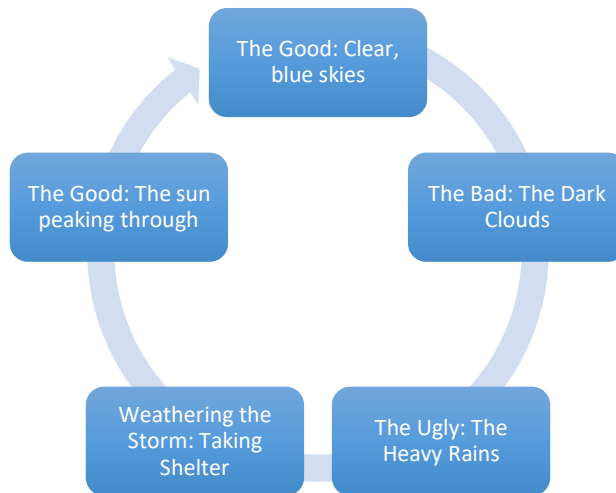 The Good: Clear,
blue skies
The Bad: The Dark
Clouds
The Ugly: The
Heavy Rains
Weathering the
Storm: Taking
Shelter
The Good: The sun
peaking through